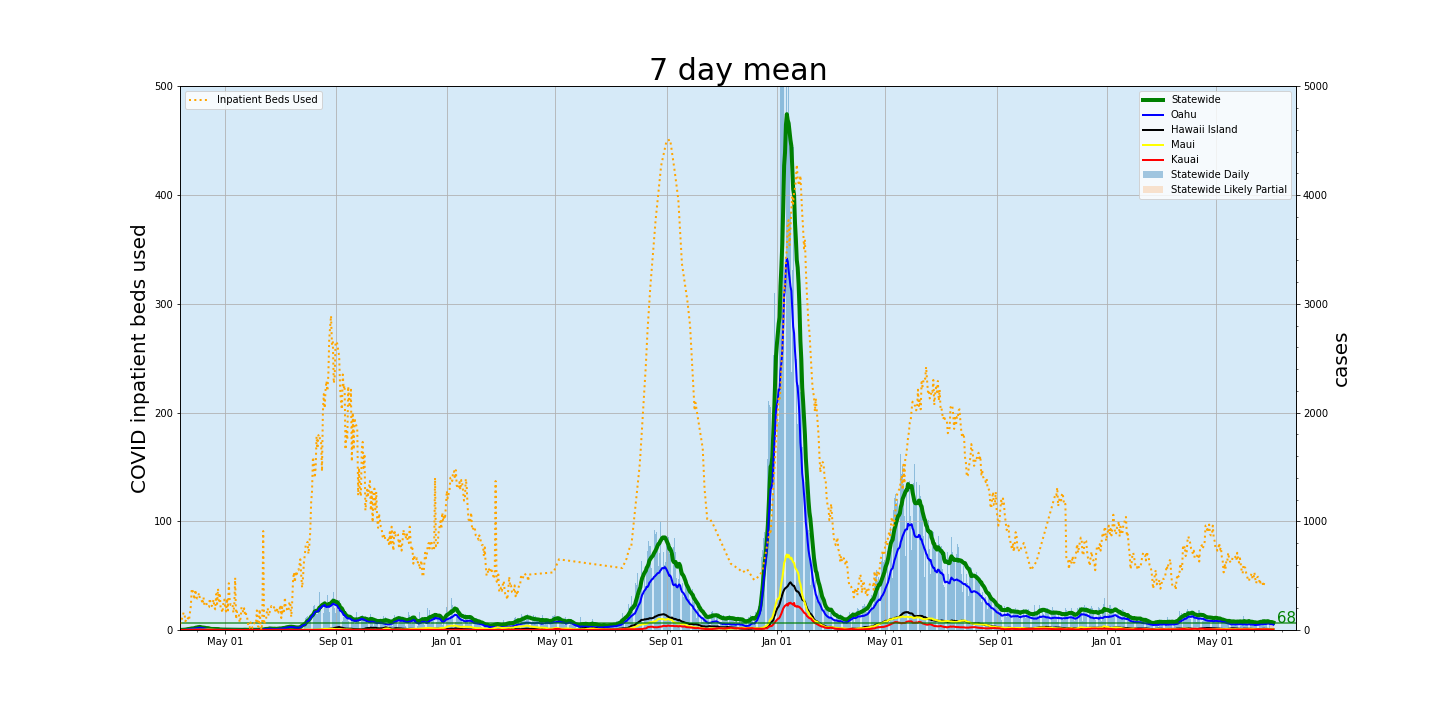 7 day mean
Inpatient Beds Used
Statewide
Oahu
Hawaii Island
Maui
Kauai
Statewide Daily
Statewide Likely Partial
COVID inpatient beds used
500
400
300
200
100
0
cases
5000
4000
3000
2000
1000
0
68
May 01 Sep 01 Jan 01 May 01 Sep 01 Jan 01 May 01 Sep 01 Jan 01 May 01